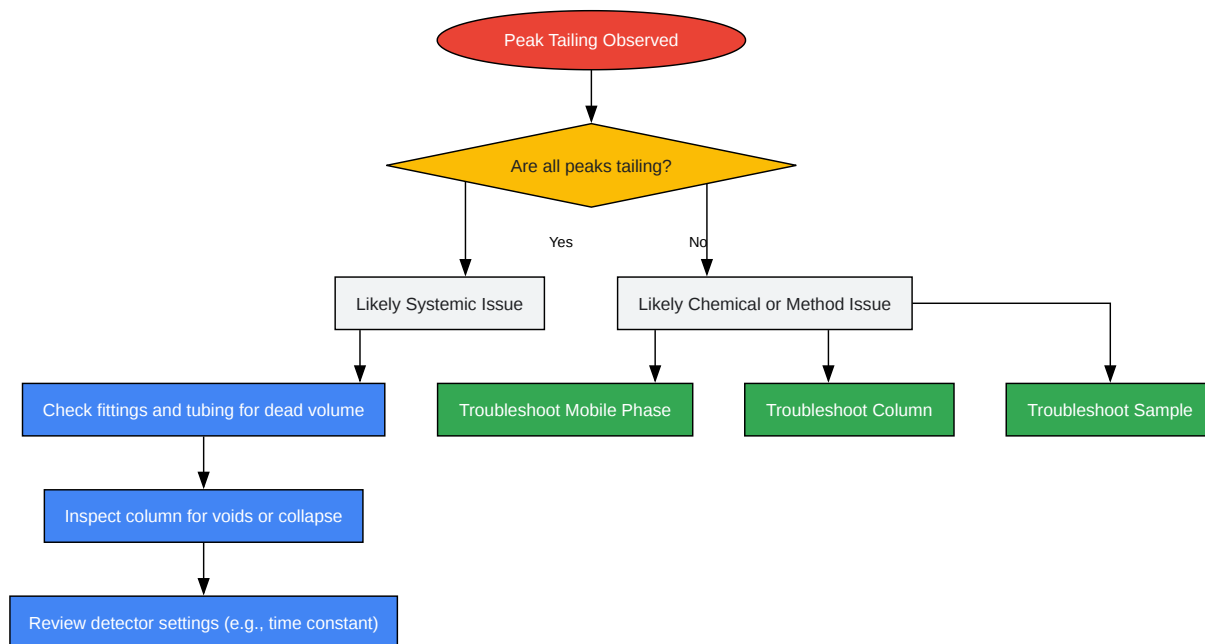 Peak Tailing Observed
Are all peaks tailing?
Yes
No
Likely Systemic Issue
Likely Chemical or Method Issue
Check fittings and tubing for dead volume
Troubleshoot Mobile Phase
Troubleshoot Column
Troubleshoot Sample
Inspect column for voids or collapse
Review detector settings (e.g., time constant)